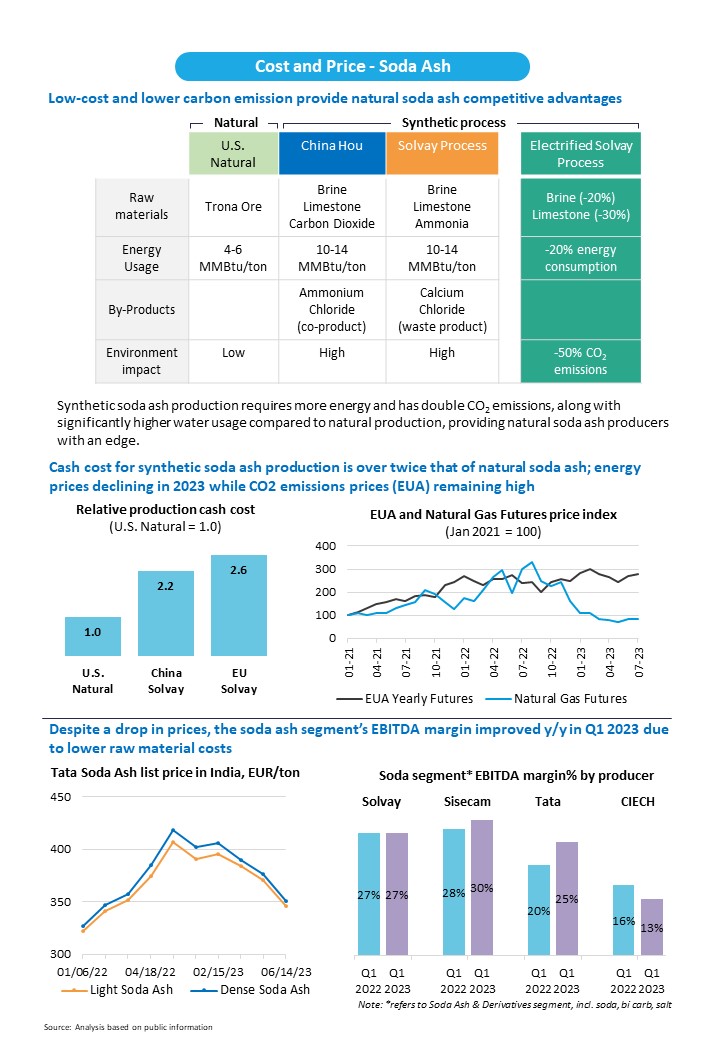 Cost and Price - Soda Ash
Low-cost and lower carbon emission provide natural soda ash competitive advantages
Natural
Synthetic process
U.S.
Natural
China Hou
Solvay Process
Electrified Solvay
Process
Raw
materials
Trona Ore
Brine
Limestone
Carbon Dioxide
Brine
Limestone
Ammonia
Brine (-20%)
Limestone (-30%)
Energy
Usage
4-6
MMBtu/ton
10-14
MMBtu/ton
10-14
MMBtu/ton
-20% energy
consumption
By-Products
Ammonium
Chloride
(co-product)
Calcium
Chloride
(waste product)
Environment
impact
Low
High
High
-50% CO₂
emissions
Synthetic soda ash production requires more energy and has double CO₂ emissions, along with
significantly higher water usage compared to natural production, providing natural soda ash producers
with an edge.
Cash cost for synthetic soda ash production is over twice that of natural soda ash; energy
prices declining in 2023 while CO2 emissions prices (EUA) remaining high
Relative production cash cost
(U.S. Natural = 1.0)
1.0
2.2
2.6
U.S.
Natural
China
Solvay
EU
Solvay
EUA and Natural Gas Futures price index
(Jan 2021 = 100)
400
300
200
100
0
01-21
04-21
07-21
10-21
01-22
04-22
07-22
10-22
01-23
04-23
07-23
EUA Yearly Futures
Natural Gas Futures
Despite a drop in prices, the soda ash segment's EBITDA margin improved y/y in Q1 2023 due
to lower raw material costs
Tata Soda Ash list price in India, EUR/ton
450
400
350
300
01/06/22
04/18/22
02/15/23
06/14/23
Light Soda Ash
Dense Soda Ash
Soda segment* EBITDA margin% by producer
Solvay
Sisecam
Tata
CIECH
27%
27%
28%
30%
20%
25%
16%
13%
Q1
2022
Q1
2023
Q1
2022
Q1
2023
Q1
2022
Q1
2023
Q1
2022
Q1
2023
Note: *refers to Soda Ash & Derivatives segment, incl. soda, bi carb, salt
Source: Analysis based on public information